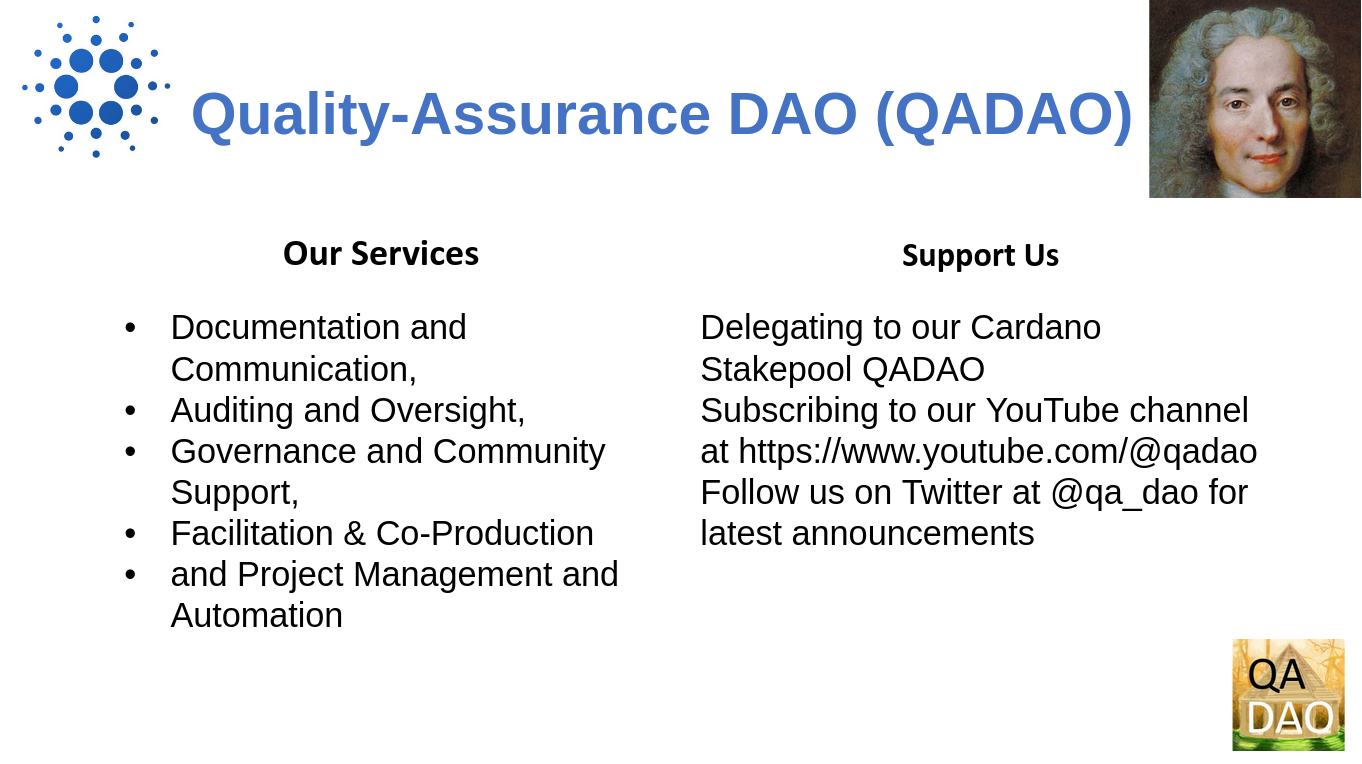 Quality-Assurance DAO (QADAO)
Our Services
• Documentation and
Communication,
• Auditing and Oversight,
• Governance and Community
Support,
• Facilitation & Co-Production
• and Project Management and
Automation
Support Us
Delegating to our Cardano
Stakepool QADAO
Subscribing to our YouTube channel
at https://www.youtube.com/@qadao
Follow us on Twitter at @qa_dao for
latest announcements
QA
DAO